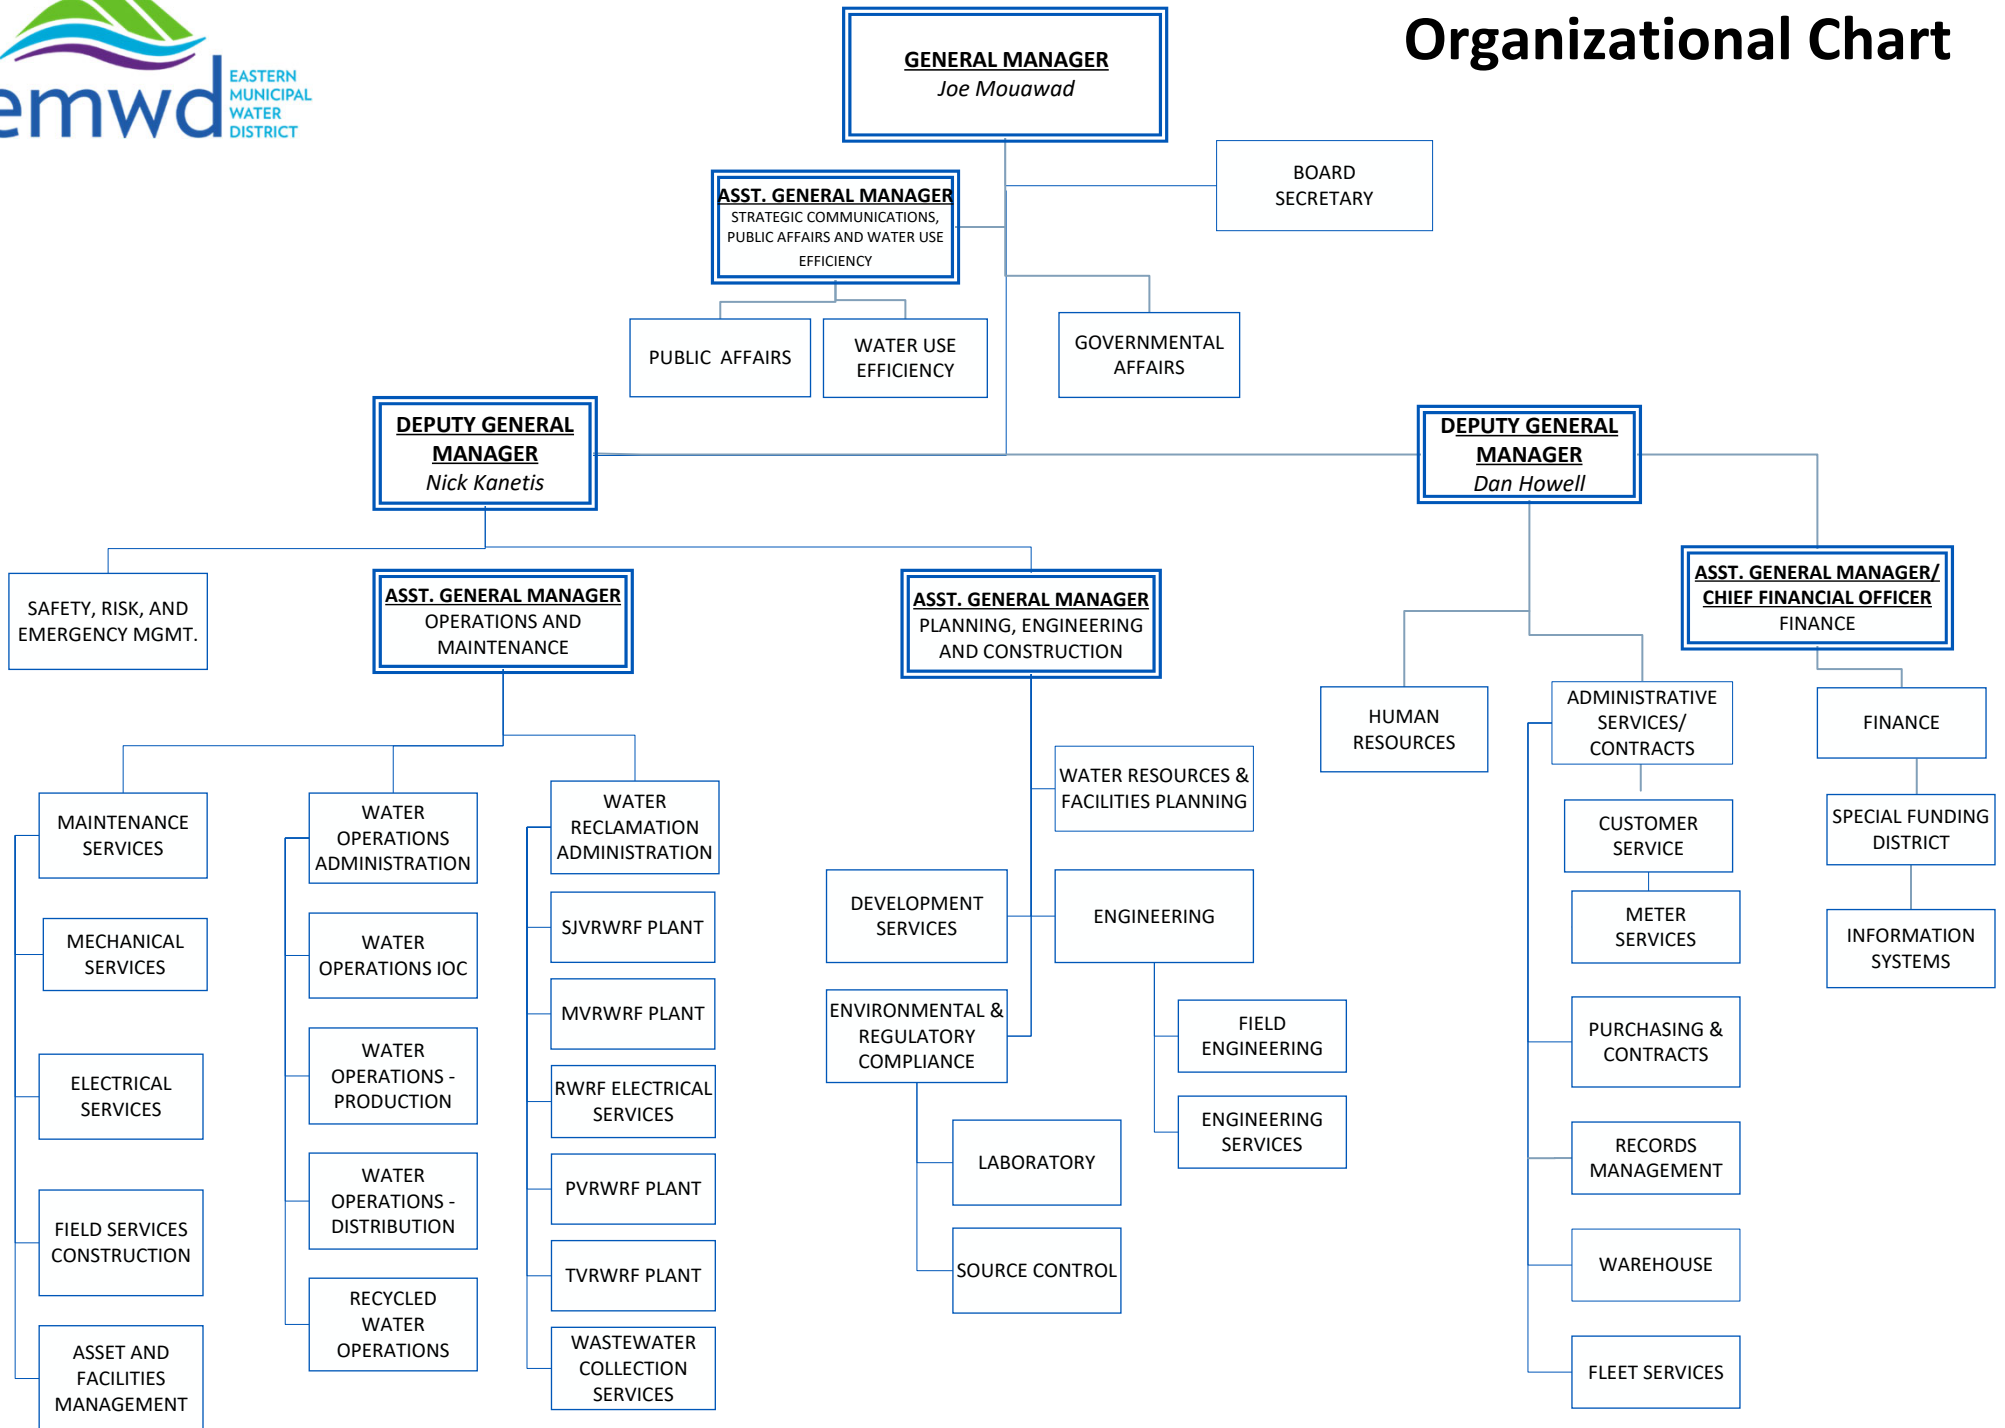 emwd
EASTERN
MUNICIPAL
WATER
DISTRICT
Organizational Chart
GENERAL MANAGER
Joe Mouawad
BOARD
SECRETARY
ASST. GENERAL MANAGER
STRATEGIC COMMUNICATIONS,
PUBLIC AFFAIRS AND WATER USE
EFFICIENCY
PUBLIC AFFAIRS
WATER USE
EFFICIENCY
GOVERNMENTAL
AFFAIRS
DEPUTY GENERAL
MANAGER
Nick Kanetis
DEPUTY GENERAL
MANAGER
Dan Howell
SAFETY, RISK, AND
EMERGENCY MGMT.
ASST. GENERAL MANAGER
OPERATIONS AND
MAINTENANCE
ASST. GENERAL MANAGER
PLANNING, ENGINEERING
AND CONSTRUCTION
ASST. GENERAL MANAGER/
CHIEF FINANCIAL OFFICER
FINANCE
MAINTENANCE
SERVICES
MECHANICAL
SERVICES
ELECTRICAL
SERVICES
FIELD SERVICES
CONSTRUCTION
ASSET AND
FACILITIES
MANAGEMENT
WATER
OPERATIONS
ADMINISTRATION
WATER
OPERATIONS IOC
WATER
OPERATIONS -
PRODUCTION
WATER
OPERATIONS -
DISTRIBUTION
RECYCLED
WATER
OPERATIONS
WATER
RECLAMATION
ADMINISTRATION
SJVRWRF PLANT
MVRWRF PLANT
RWRF ELECTRICAL
SERVICES
PVRWRF PLANT
TVRWRF PLANT
WASTEWATER
COLLECTION
SERVICES
WATER RESOURCES &
FACILITIES PLANNING
DEVELOPMENT
SERVICES
ENGINEERING
ENVIRONMENTAL &
REGULATORY
COMPLIANCE
FIELD
ENGINEERING
ENGINEERING
SERVICES
LABORATORY
SOURCE CONTROL
HUMAN
RESOURCES
ADMINISTRATIVE
SERVICES/
CONTRACTS
CUSTOMER
SERVICE
METER
SERVICES
PURCHASING &
CONTRACTS
RECORDS
MANAGEMENT
WAREHOUSE
FLEET SERVICES
FINANCE
SPECIAL FUNDING
DISTRICT
INFORMATION
SYSTEMS